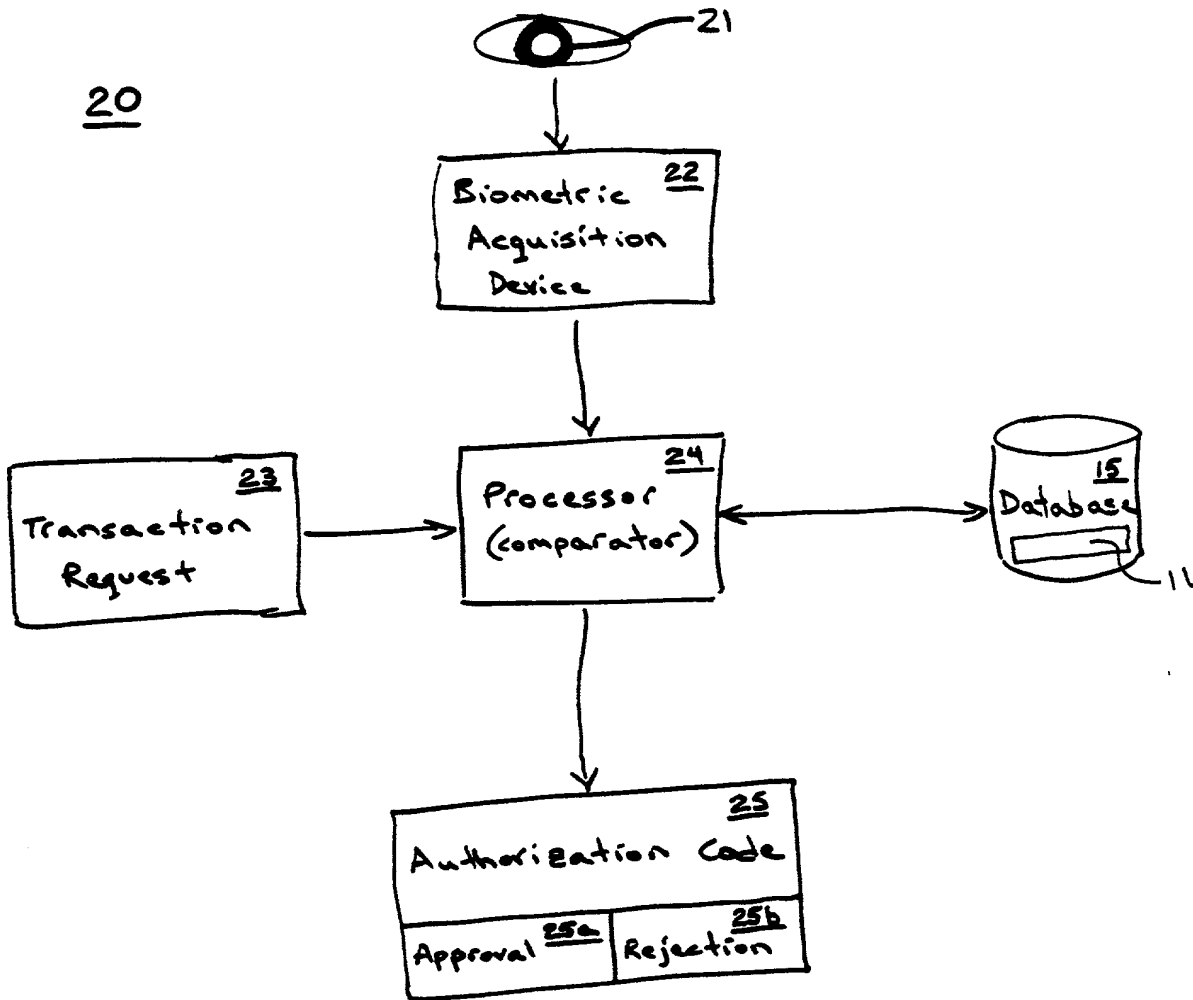 21
20
22
Biometric
Acquisition
Device
23
Transaction
Request
24
Processor
(comparator)
15
Database
11
25
Authorization Code
25a
Approval
25b
Rejection